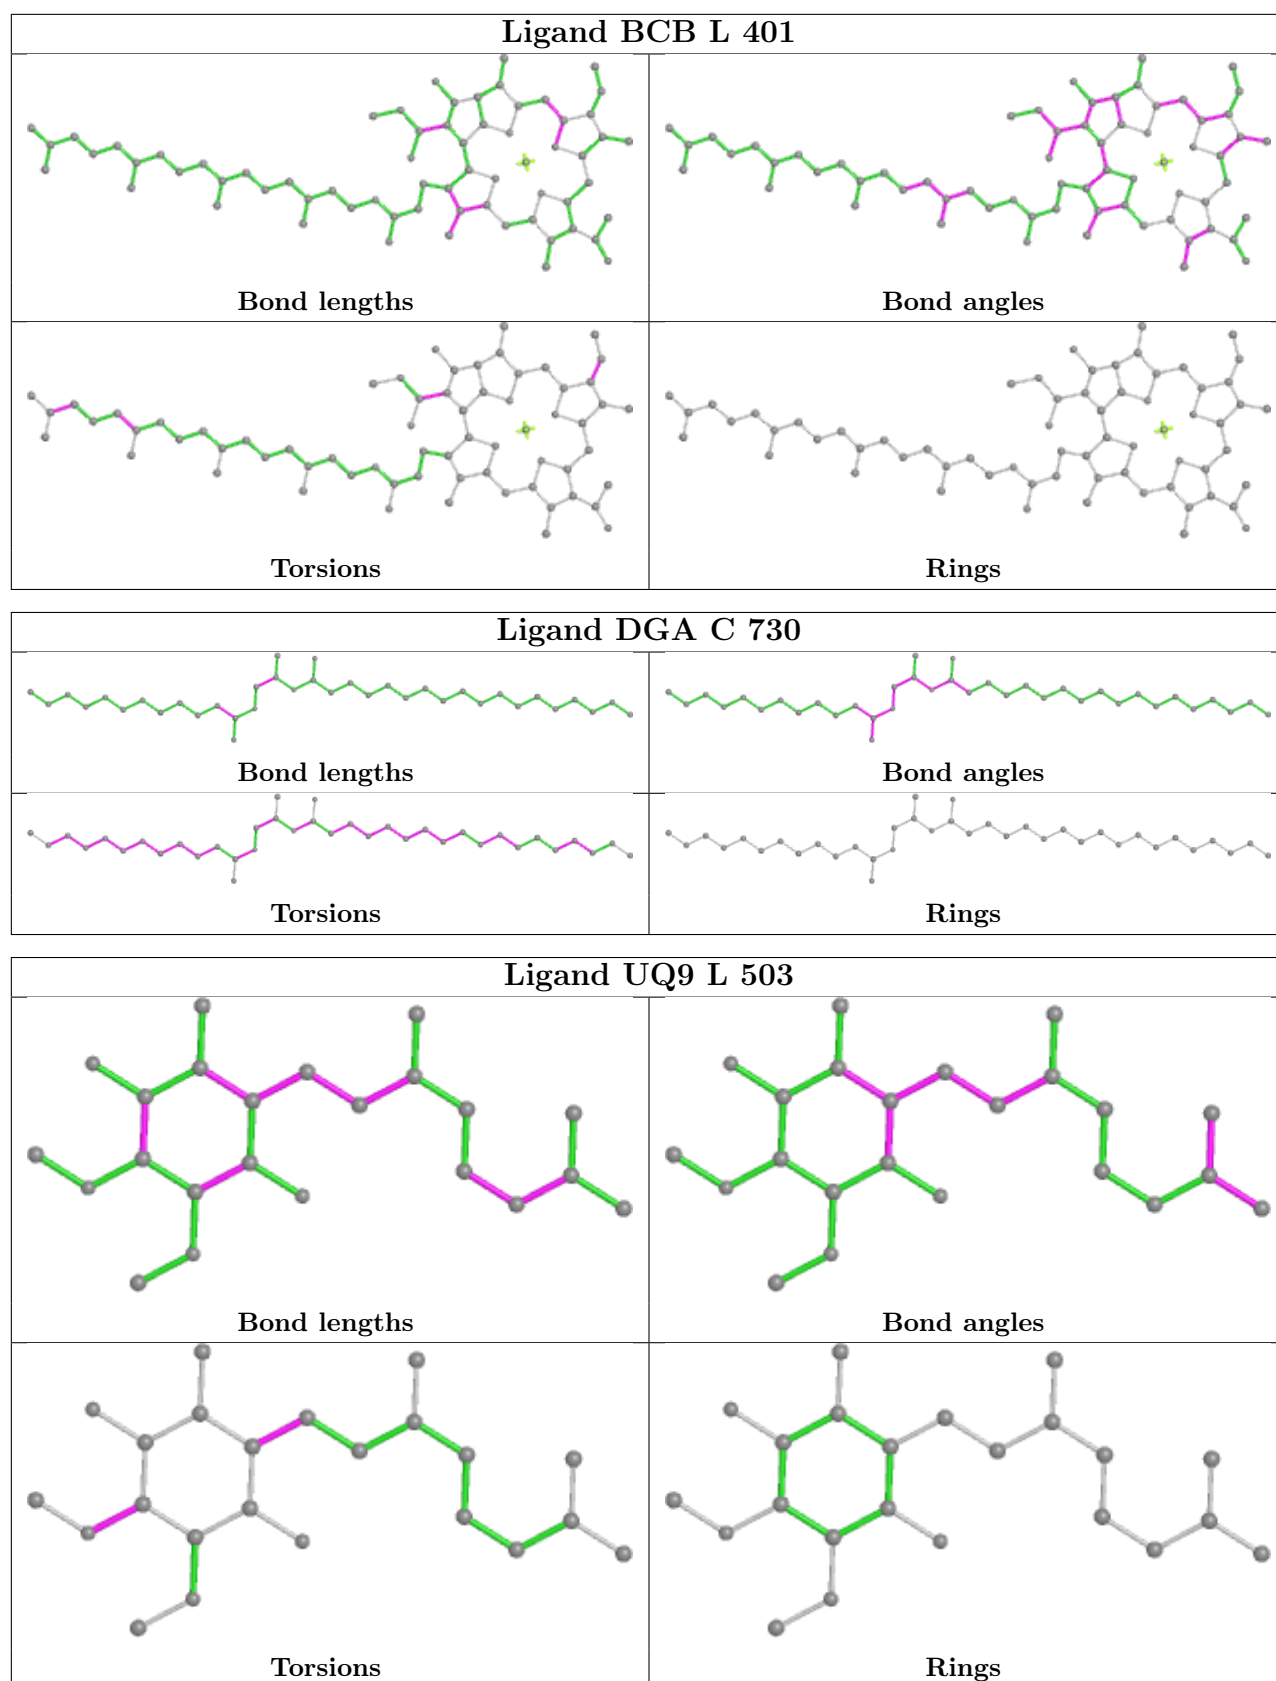 Ligand BCB L 401
Bond lengths
Bond angles
Torsions
Rings
Ligand DGA C 730
Bond lengths
Bond angles
Torsions
Rings
Ligand UQ9 L 503
Bond lengths
Bond angles
Torsions
Rings